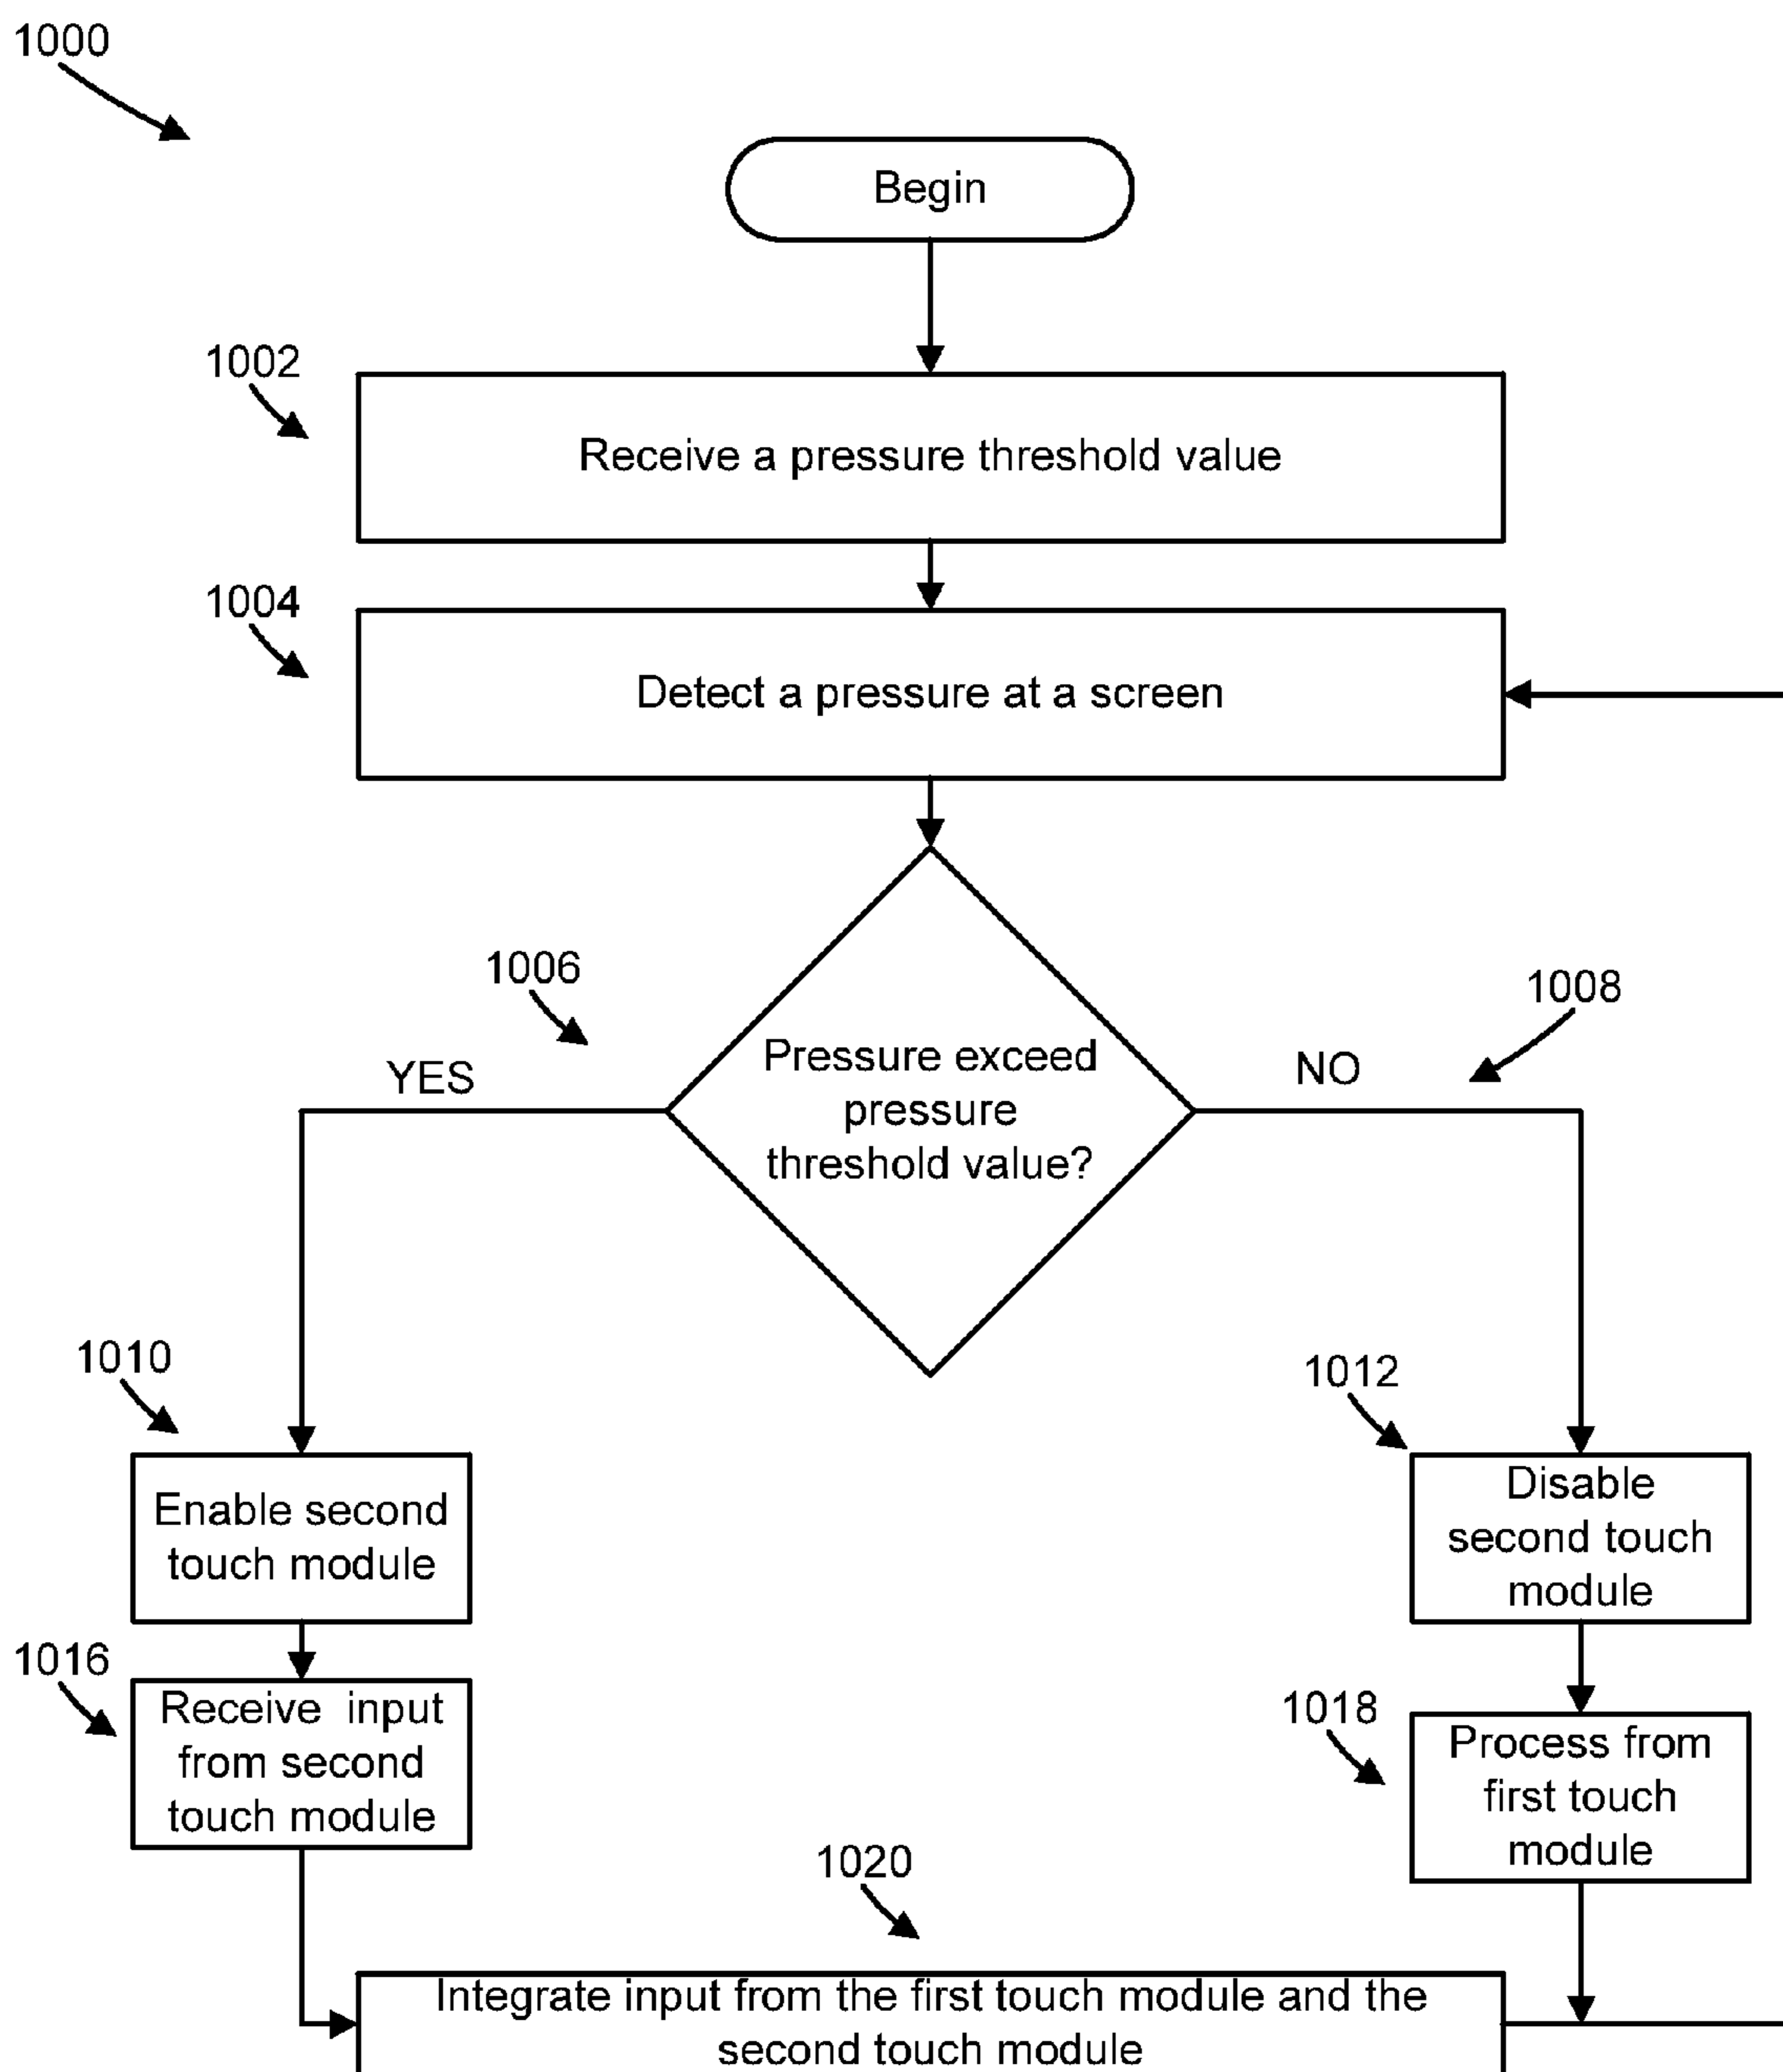 1000
Begin
1002
Receive a pressure threshold value
1004
Detect a pressure at a screen
1006
1008
YES
NO
Pressure exceed
pressure
threshold value?
1010
1012
Enable second
touch module
Disable
second touch
module
1016
Receive input
from second
touch module
1018
Process from
first touch
module
1020
Integrate input from the first touch module and the
second touch module